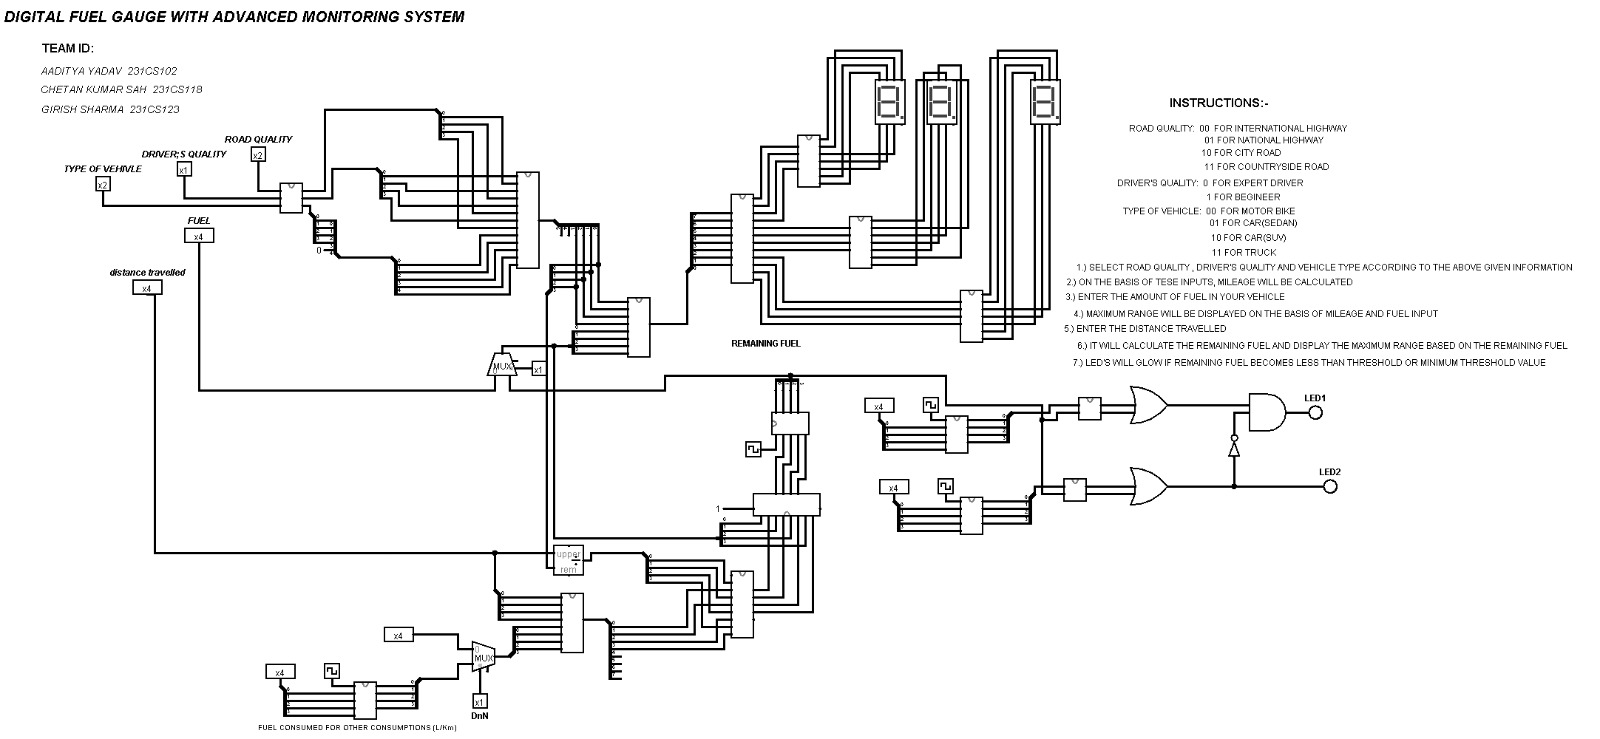 DIGITAL FUEL GAUGE WITH ADVANCED MONITORING SYSTEM
TEAM ID:
AADITYA YADAV 231CS102
CHETAN KUMAR SAH 231CS118
GIRISH SHARMA 231CS123
ROAD QUALITY
x2
DRIVER;S QUALITY
x1
TYPE OF VEHIVLE
x2
FUEL
x4
distance travelled
x4
0
MUX
0
x1
REMAINING FUEL
INSTRUCTIONS:-
ROAD QUALITY: 00 FOR INTERNATIONAL HIGHWAY
01 FOR NATIONAL HIGHWAY
10 FOR CITY ROAD
11 FOR COUNTRYSIDE ROAD
DRIVER'S QUALITY: 0 FOR EXPERT DRIVER
1 FOR BEGINEER
TYPE OF VEHICLE: 00 FOR MOTOR BIKE
01 FOR CAR(SEDAN)
10 FOR CAR(SUV)
11 FOR TRUCK
1.) SELECT ROAD QUALITY , DRIVER'S QUALITY AND VEHICLE TYPE ACCORDING TO THE ABOVE GIVEN INFORMATION
2.) ON THE BASIS OF TESE INPUTS, MILEAGE WILL BE CALCULATED
3.) ENTER THE AMOUNT OF FUEL IN YOUR VEHICLE
4.) MAXIMUM RANGE WILL BE DISPLAYED ON THE BASIS OF MILEAGE AND FUEL INPUT
5.) ENTER THE DISTANCE TRAVELLED
6.) IT WILL CALCULATE THE REMAINING FUEL AND DISPLAY THE MAXIMUM RANGE BASED ON THE REMAINING FUEL
7.) LED'S WILL GLOW IF REMAINING FUEL BECOMES LESS THAN THRESHOLD OR MINIMUM THRESHOLD VALUE
x4
LED1
x4
LED2
1
upper
rem
x4
0
MUX
x4
x1
DnN
FUEL CONSUMED FOR OTHER CONSUMPTIONS (L/Km)